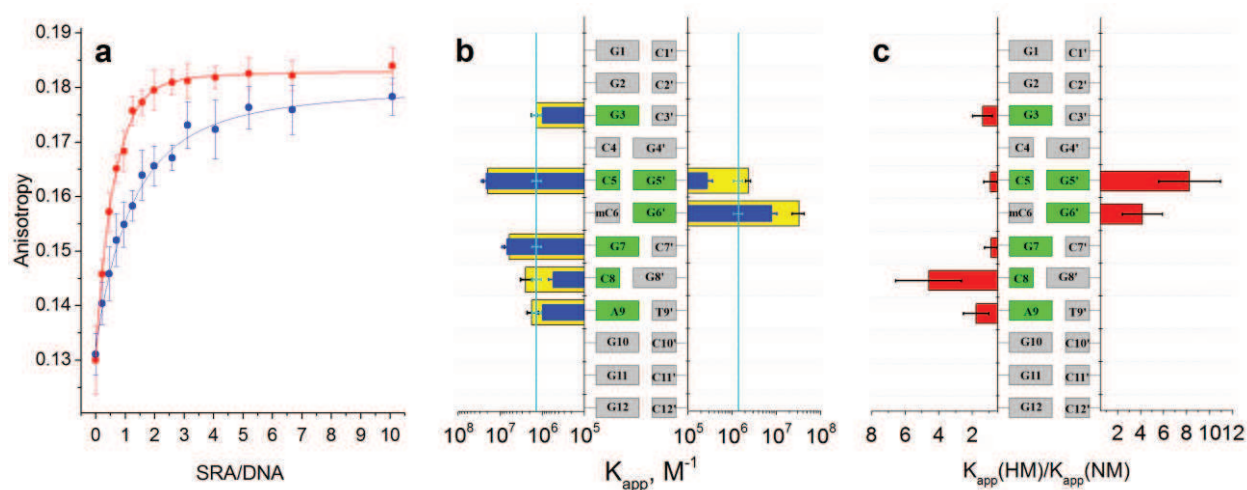 a
0.19
0.18
0.17
0.16
0.15
0.14
0.13
Anisotropy
0 1 2 3 4 5 6 7 8 9 10
SRA/DNA
b
G1 C1'
G2 C2'
G3 C3'
C4 G4'
C5 G5'
mC6 G6'
G7 C7'
C8 G8'
A9 T9'
G10 C10'
G11 C11'
G12 C12'
10⁸ 10⁷ 10⁶ 10⁵ 10⁵ 10⁶ 10⁷ 10⁸
Kapp, M⁻¹
c
G1 C1'
G2 C2'
G3 C3'
C4 G4'
C5 G5'
mC6 G6'
G7 C7'
C8 G8'
A9 T9'
G10 C10'
G11 C11'
G12 C12'
8 6 4 2 2 4 6 8 1012
Kapp(HM)/Kapp(NM)